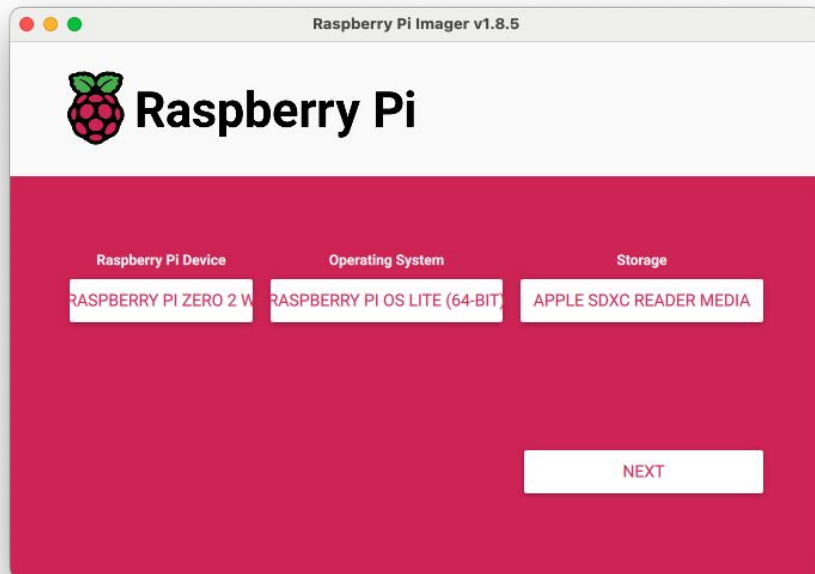 Raspberry Pi Imager v1.8.5
Raspberry Pi
Raspberry Pi Device
Operating System
Storage
RASPBERRY PI ZERO 2 W
RASPBERRY PI OS LITE (64-BIT)
APPLE SDXC READER MEDIA
NEXT